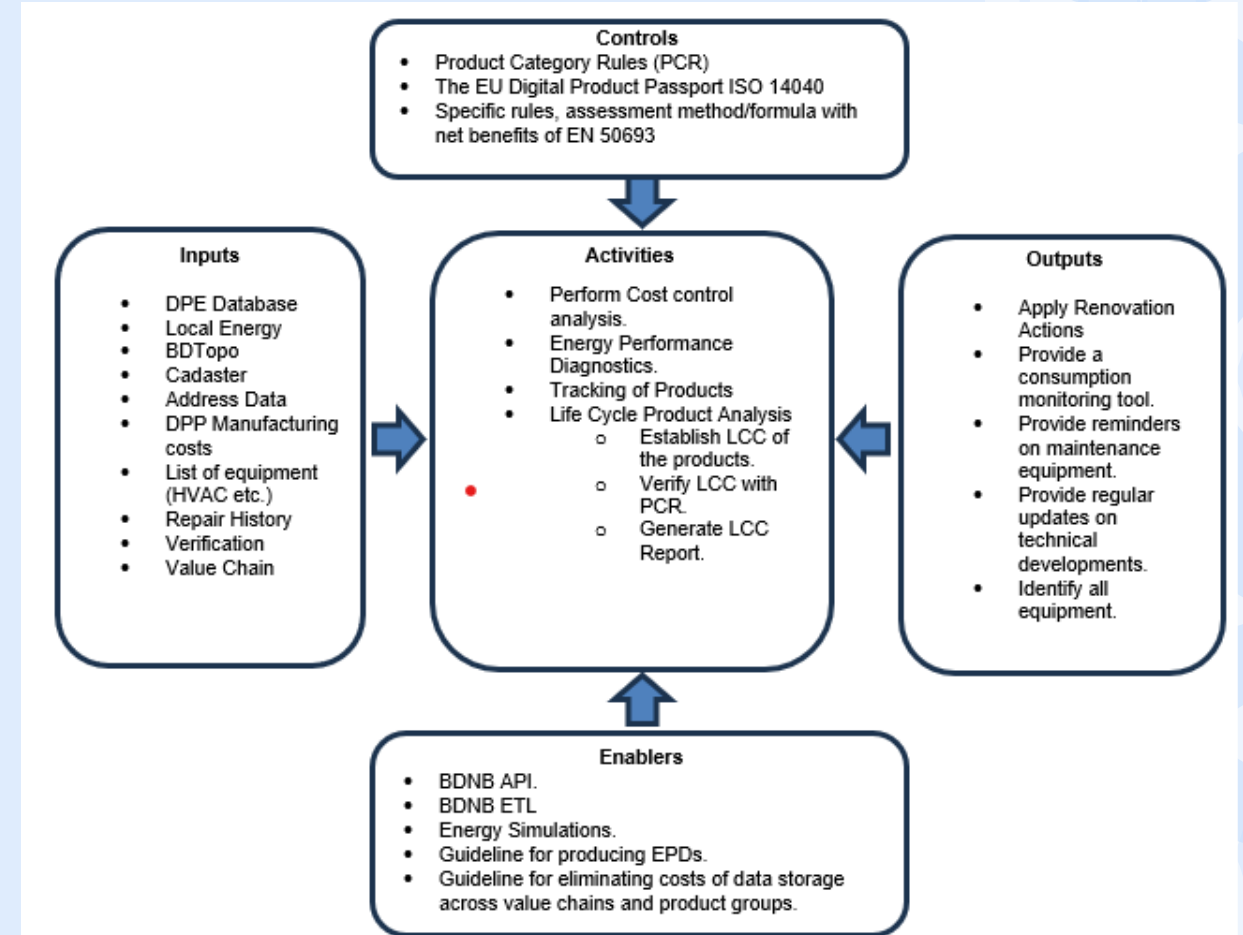 Controls
• Product Category Rules (PCR)
• The EU Digital Product Passport ISO 14040
• Specific rules, assessment method/formula with
net benefits of EN 50693
Inputs
• DPE Database
• Local Energy
• BDTopo
• Cadaster
• Address Data
• DPP Manufacturing
costs
• List of equipment
(HVAC etc.)
• Repair History
• Verification
• Value Chain
Activities
• Perform Cost control
analysis.
• Energy Performance
Diagnostics.
• Tracking of Products
• Life Cycle Product Analysis
o Establish LCC of
the products.
o Verify LCC with
PCR.
o Generate LCC
Report.
Outputs
• Apply Renovation
Actions
• Provide a
consumption
monitoring tool.
• Provide reminders
on maintenance
equipment.
• Provide regular
updates on
technical
developments.
• Identify all
equipment.
Enablers
• BDNB API.
• BDNB ETL
• Energy Simulations.
• Guideline for producing EPDs.
• Guideline for eliminating costs of data storage
across value chains and product groups.